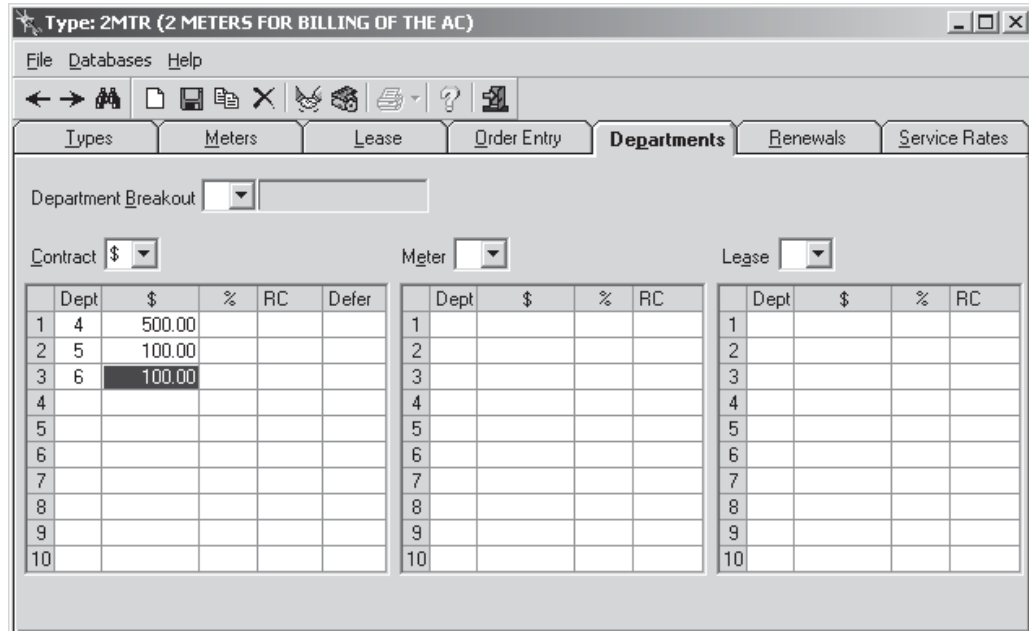 Type: 2MTR (2 METERS FOR BILLING OF THE AC)
File Databases Help
Types Meters Lease Order Entry Departments Renewals Service Rates
Department Breakout
Contract $ Meter Lease
Dept $ % RC Defer Dept $ % RC Dept $ % RC
1 4 500.00 1 1
2 5 100.00 2 2
3 6 100.00 3 3
4 4 4
5 5 5
6 6 6
7 7 7
8 8 8
9 9 9
10 10 10